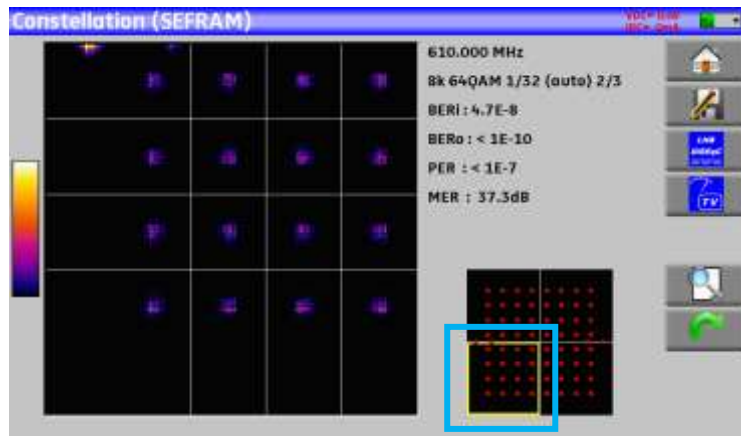 Constellation (SEFRAM)
610.000 MHz
8k 64QAM 1/32 (auto) 2/3
BERi : 4.7E-8
BERo : < 1E-10
PER : < 1E-7
MER : 37.3dB
TV